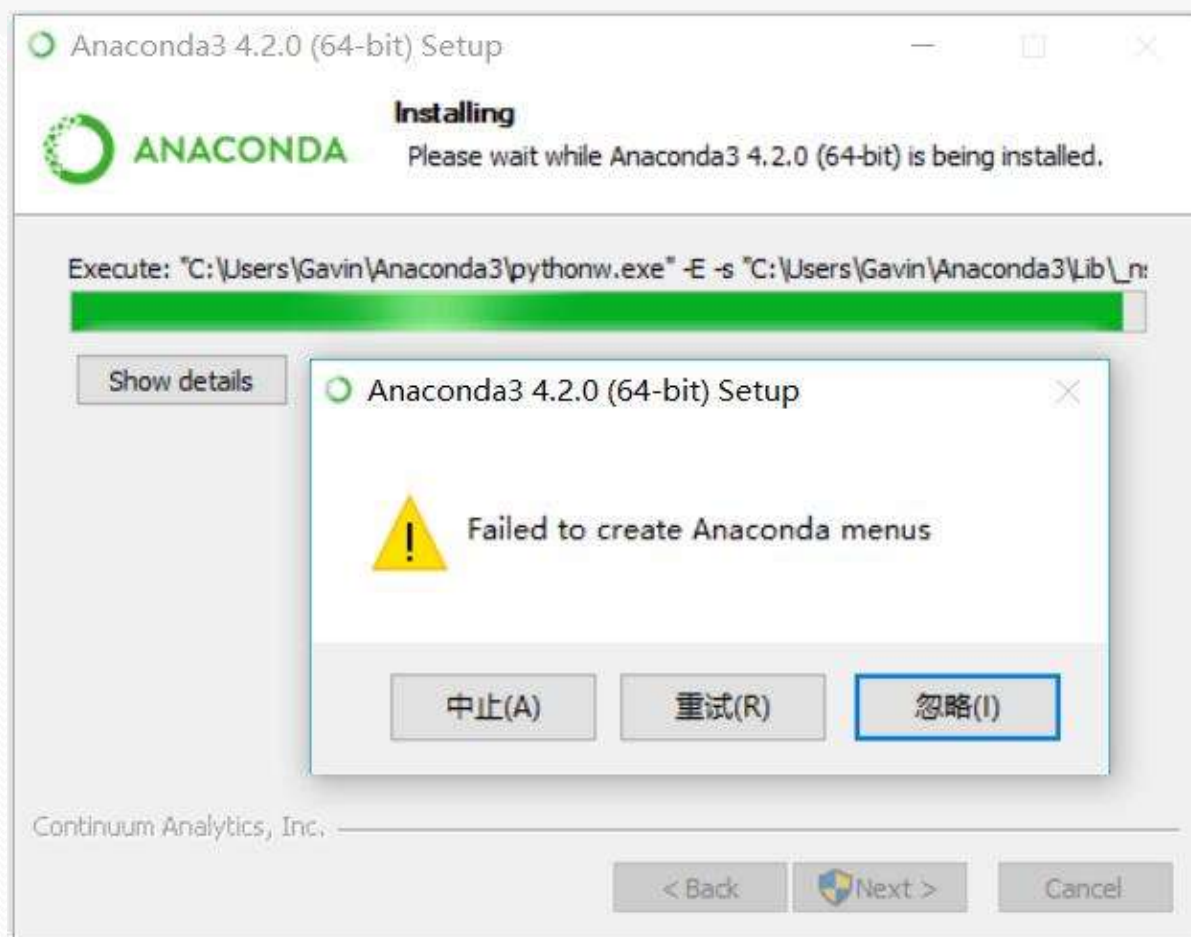 Anaconda3 4.2.0 (64-bit) Setup
ANACONDA
Installing
Please wait while Anaconda3 4.2.0 (64-bit) is being installed.
Execute: "C:\Users\Gavin\Anaconda3\pythonw.exe" -E -s "C:\Users\Gavin\Anaconda3\Lib\_ns
Show details
Anaconda3 4.2.0 (64-bit) Setup
Failed to create Anaconda menus
中止(A) 重试(R) 忽略(I)
Continuum Analytics, Inc.
< Back Next > Cancel